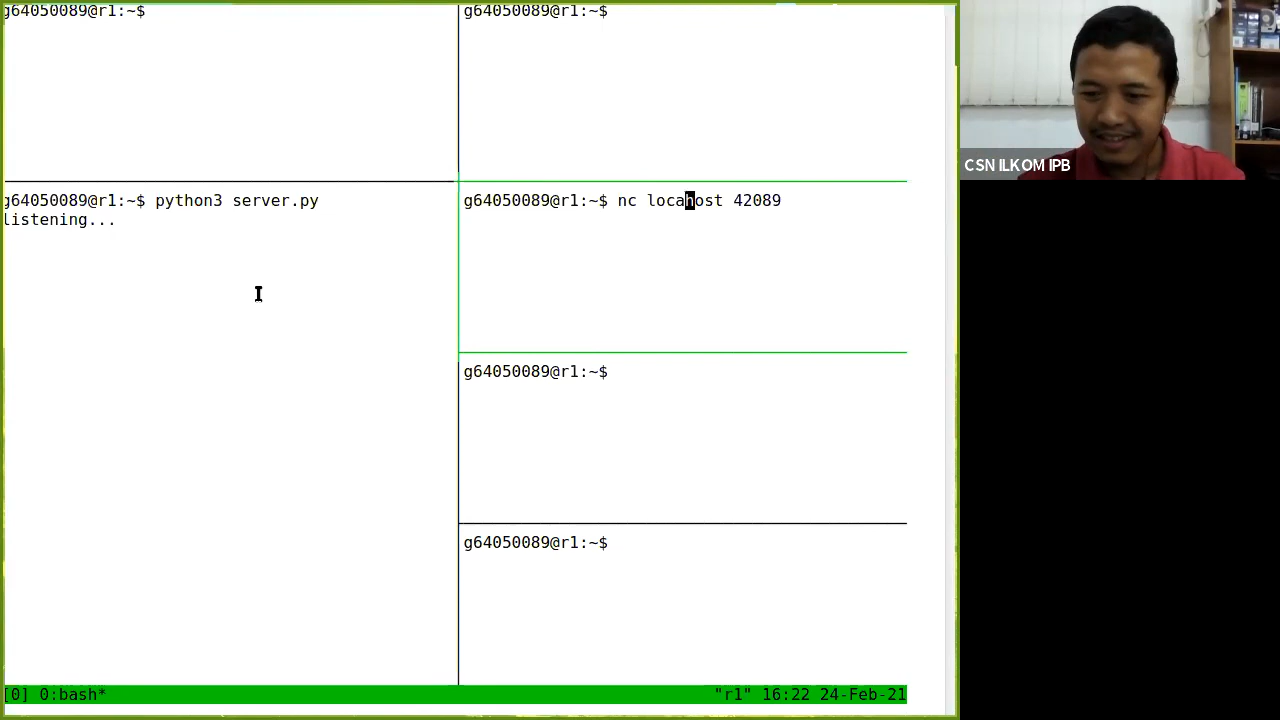 g64050089@r1:~$
g64050089@r1:~$
g64050089@r1:~$ python3 server.py
listening...
g64050089@r1:~$ nc locahost 42089
g64050089@r1:~$
g64050089@r1:~$
[0] 0:bash*
"r1" 16:22 24-Feb-21
CSN ILKOM IPB